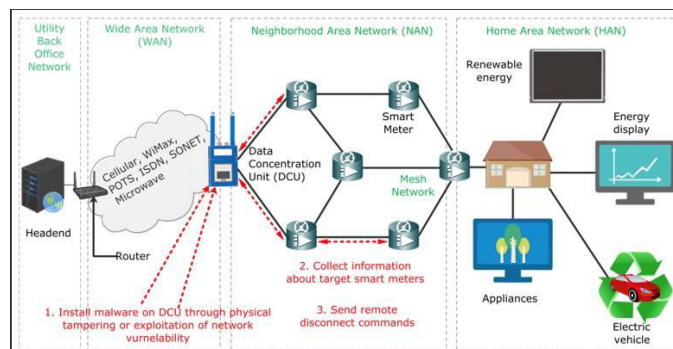 Utility
Back
Office
Network
Wide Area Network
(WAN)
Neighborhood Area Network (NAN)
Home Area Network (HAN)
Renewable
energy
Smart
Meter
Energy
display
Cellular, WiMax,
POTS, ISDN, SONET,
Microwave
Data
Concentration
Unit (DCU)
Mesh
Network
Headend
Router
2. Collect information
about target smart meters
1. Install malware on DCU through physical
tampering or exploitation of network
vurnelability
3. Send remote
disconnect commands
Appliances
Electric
vehicle